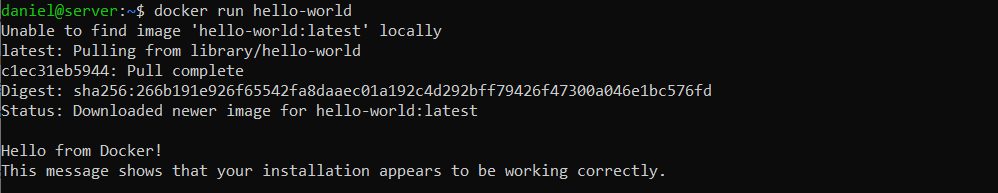 daniel@server:~$ docker run hello-world
Unable to find image 'hello-world:latest' locally
latest: Pulling from library/hello-world
c1ec31eb5944: Pull complete
Digest: sha256:266b191e926f65542fa8daaec01a192c4d292bff79426f47300a046e1bc576fd
Status: Downloaded newer image for hello-world:latest
Hello from Docker!
This message shows that your installation appears to be working correctly.